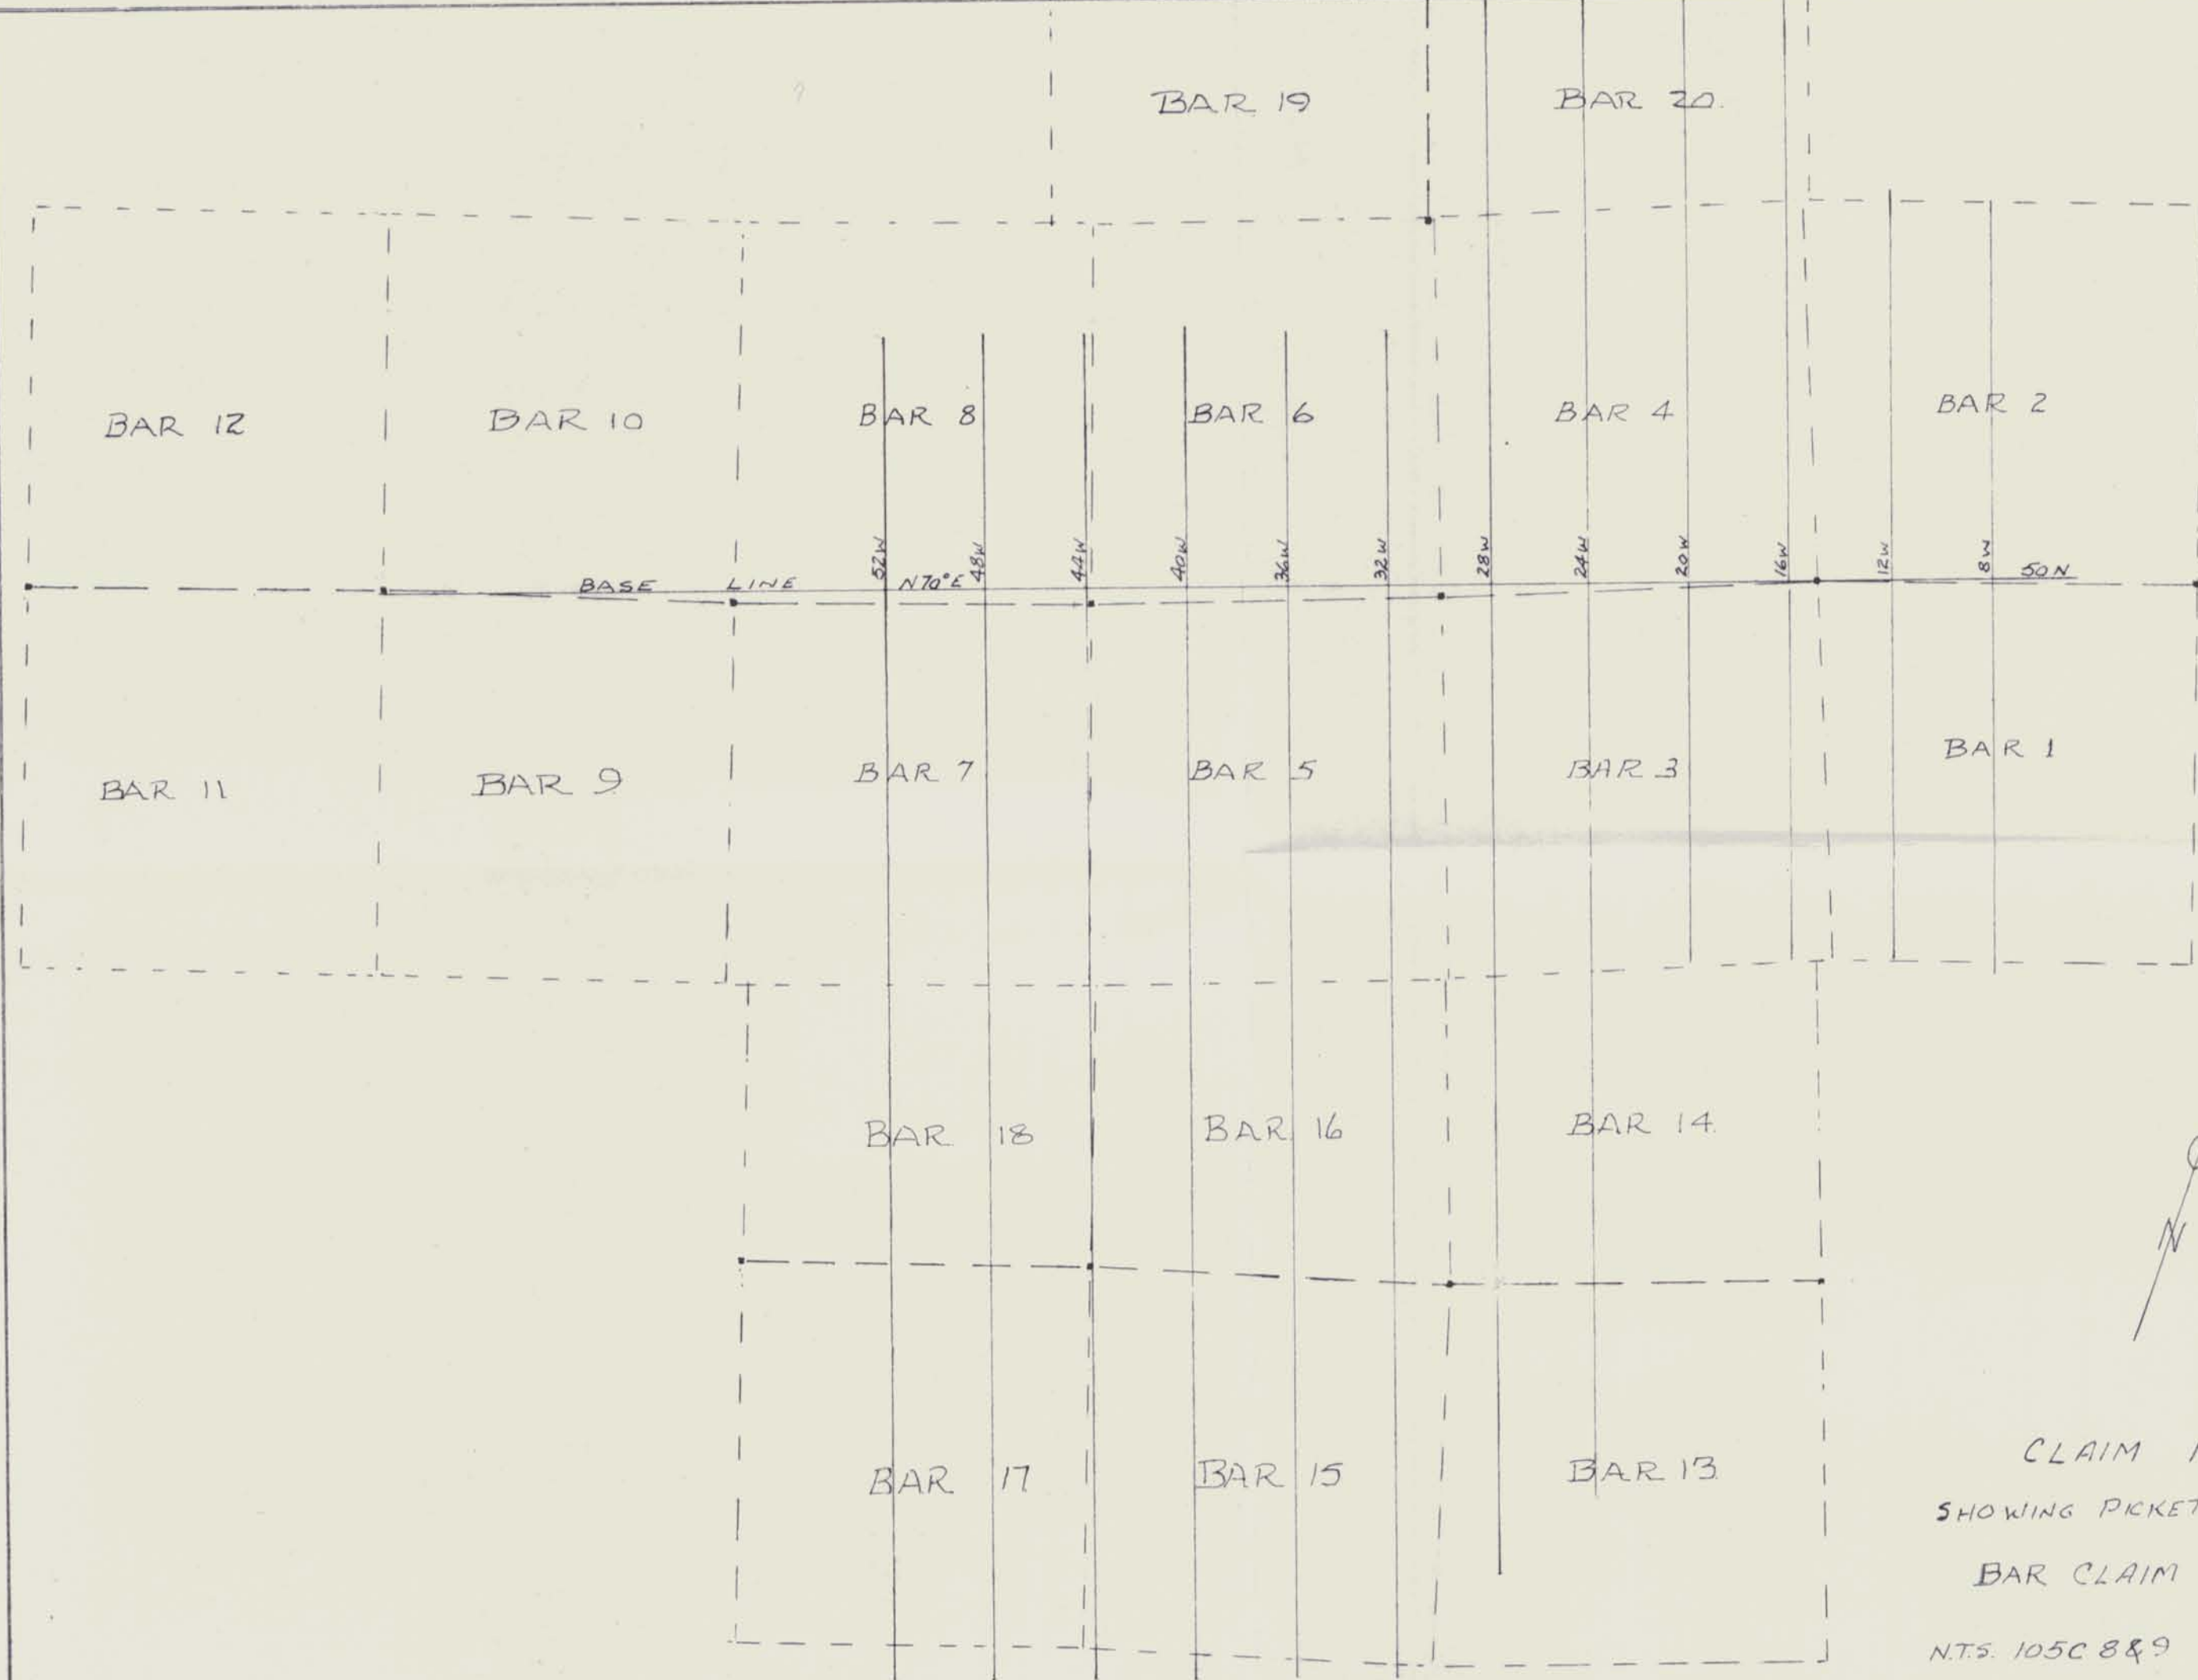 BAR 19 BAR 20.
BAR 12 BAR 10 BAR 8 BAR 6 BAR 4 BAR 2
52W 48W 44W 40W 36W 32W 28W 24W 20W 16W 12W 8W
BASE LINE N70°E 50N
BAR 11 BAR 9 BAR 7 BAR 5 BAR 3 BAR 1
BAR 18 BAR 16 BAR 14.
N
BAR 17 BAR 15 BAR 13
CLAIM
SHOWING PICKET
BAR CLAIM
N.T.S. 105C 8&9